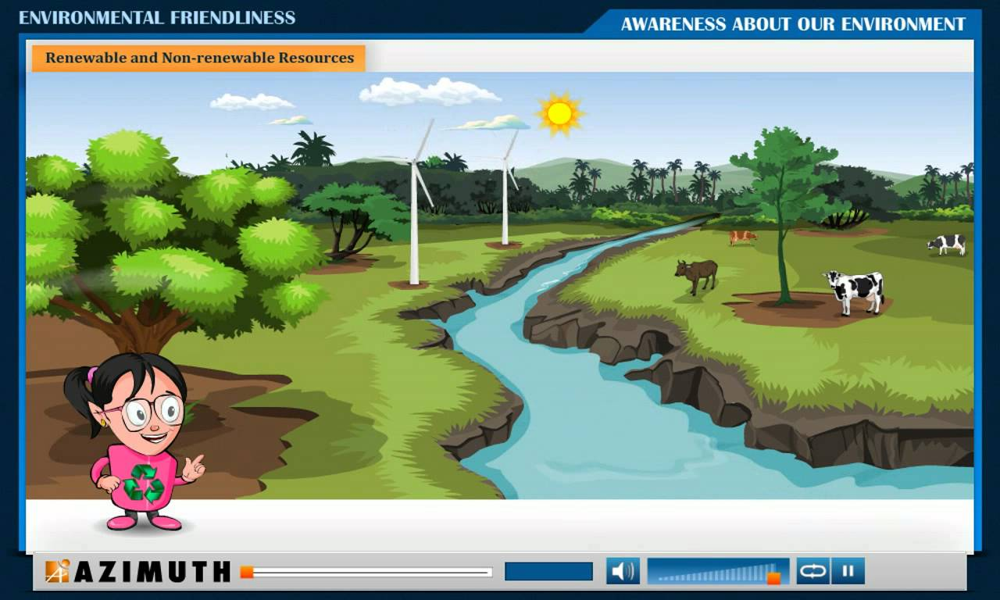 ENVIRONMENTAL FRIENDLINESS
AWARENESS ABOUT OUR ENVIRONMENT
Renewable and Non-renewable Resources
AZIMUTH